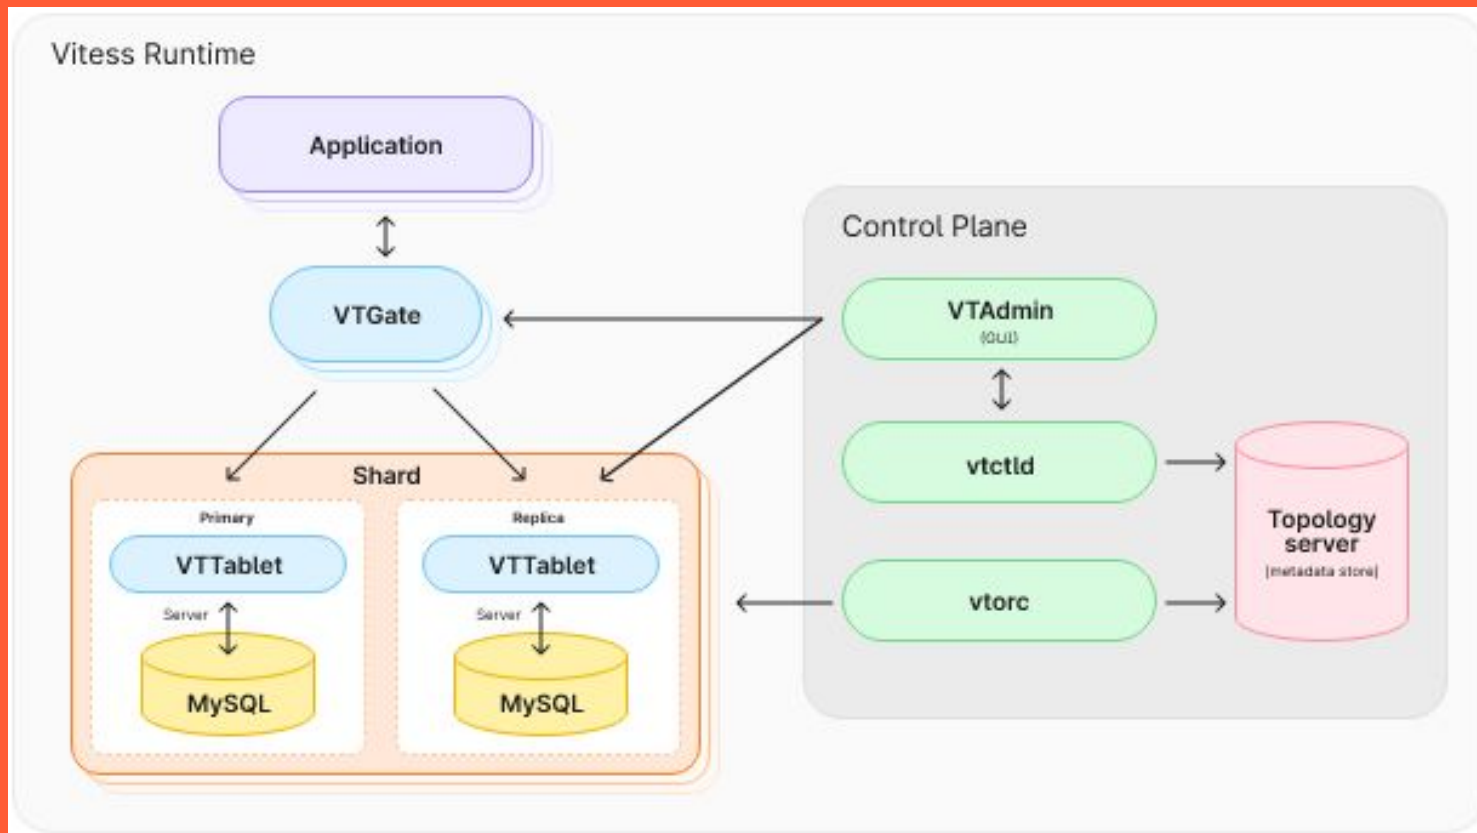 Vitess Runtime
Application
VTGate
Shard
Primary
VTTablet
Server
MySQL
Replica
VTTablet
Server
MySQL
Control Plane
VTAdmin
(GUI)
vtctld
vtorc
Topology
server
(metadata store)